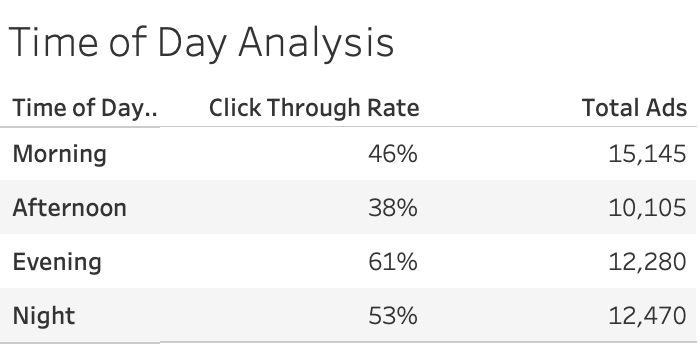 Time of Day Analysis
Time of Day.. Click Through Rate Total Ads
Morning 46% 15,145
Afternoon 38% 10,105
Evening 61% 12,280
Night 53% 12,470